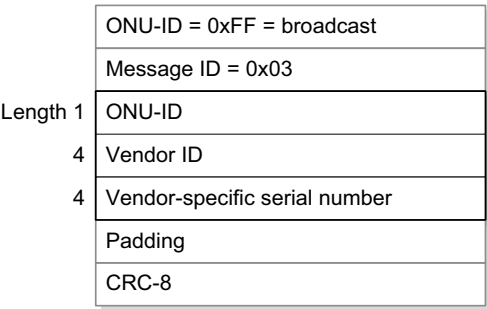 ONU-ID = 0xFF = broadcast
Message ID = 0x03
Length 1 ONU-ID
4 Vendor ID
4 Vendor-specific serial number
Padding
CRC-8